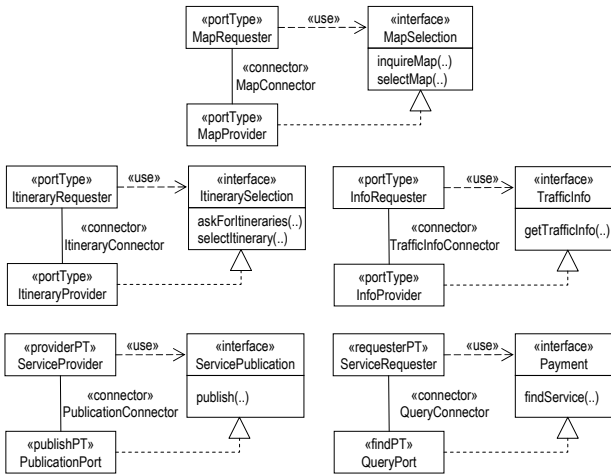 «portType»
MapRequester
«use»
«interface»
MapSelection
inquireMap(..)
selectMap(..)
«connector»
MapConnector
«portType»
MapProvider
«portType»
ItineraryRequester
«use»
«interface»
ItinerarySelection
askForItineraries(..)
selectItinerary(..)
«connector»
ItineraryConnector
«portType»
ItineraryProvider
«portType»
InfoRequester
«use»
«interface»
TrafficInfo
getTrafficInfo(..)
«connector»
TrafficInfoConnector
«portType»
InfoProvider
«providerPT»
ServiceProvider
«use»
«interface»
ServicePublication
publish(..)
«connector»
PublicationConnector
«publishPT»
PublicationPort
«requesterPT»
ServiceRequester
«use»
«interface»
Payment
findService(..)
«connector»
QueryConnector
«findPT»
QueryPort